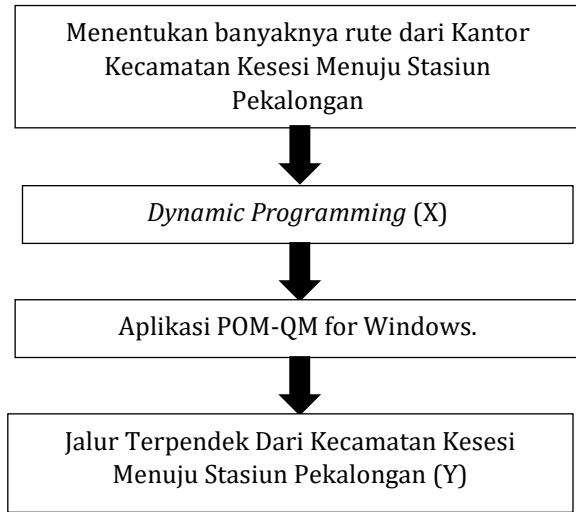 Menentukan banyaknya rute dari Kantor
Kecamatan Kesesi Menuju Stasiun
Pekalongan
Dynamic Programming (X)
Aplikasi POM-QM for Windows.
Jalur Terpendek Dari Kecamatan Kesesi
Menuju Stasiun Pekalongan (Y)